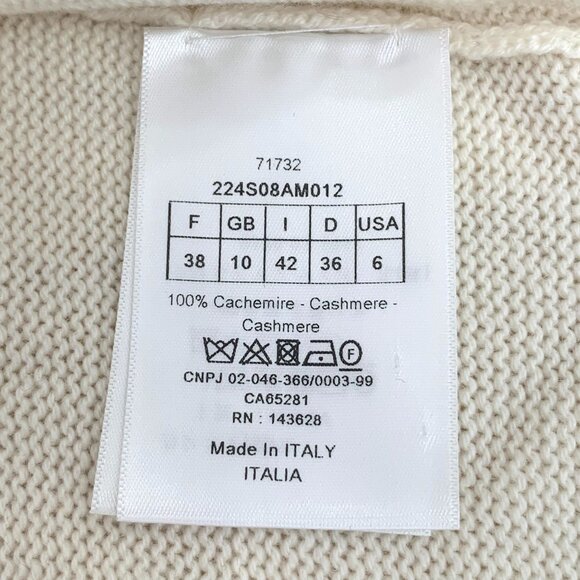 71732
224S08AM012
F GB I D USA
38 10 42 36 6
100% Cachemire - Cashmere -
Cashmere
F
CNPJ 02-046-366/0003-99
CA65281
RN : 143628
Made In ITALY
ITALIA